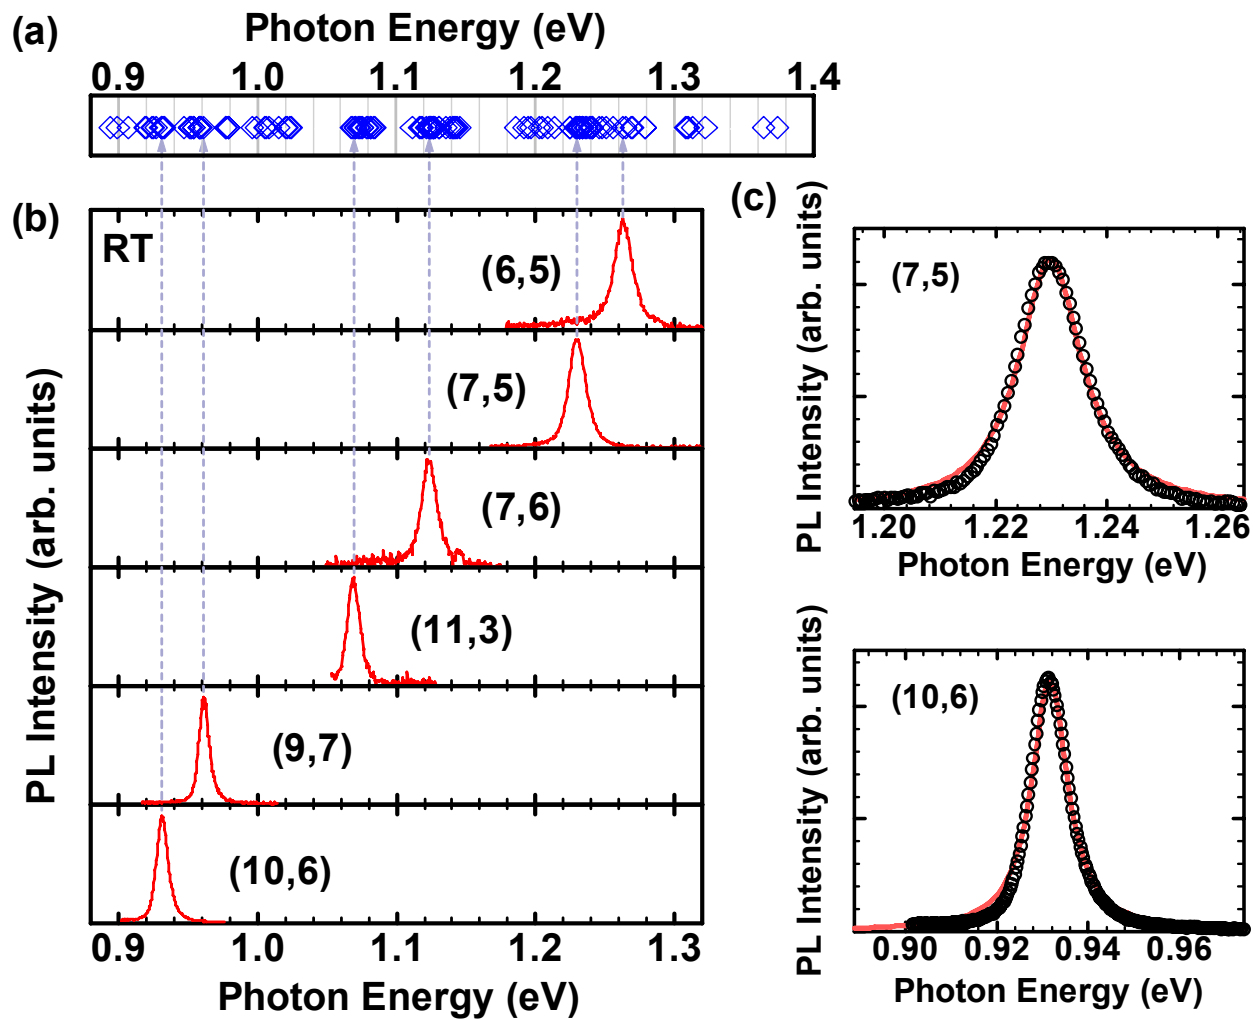 (a)
Photon Energy (eV)
0.9 1.0 1.1 1.2 1.3 1.4
(b)
RT
(6,5)
(7,5)
(7,6)
(11,3)
(9,7)
(10,6)
PL Intensity (arb. units)
0.9 1.0 1.1 1.2 1.3
Photon Energy (eV)
(c)
(7,5)
PL Intensity (arb. units)
1.20 1.22 1.24 1.26
Photon Energy (eV)
(10,6)
PL Intensity (arb. units)
0.90 0.92 0.94 0.96
Photon Energy (eV)